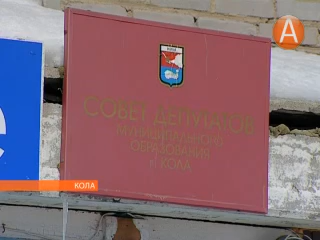 А
СОВЕТ ДЕПУТАТОВ
МУНИЦИПАЛЬНОГО
ОБРАЗОВАНИЯ
г. КОЛА
КОЛА